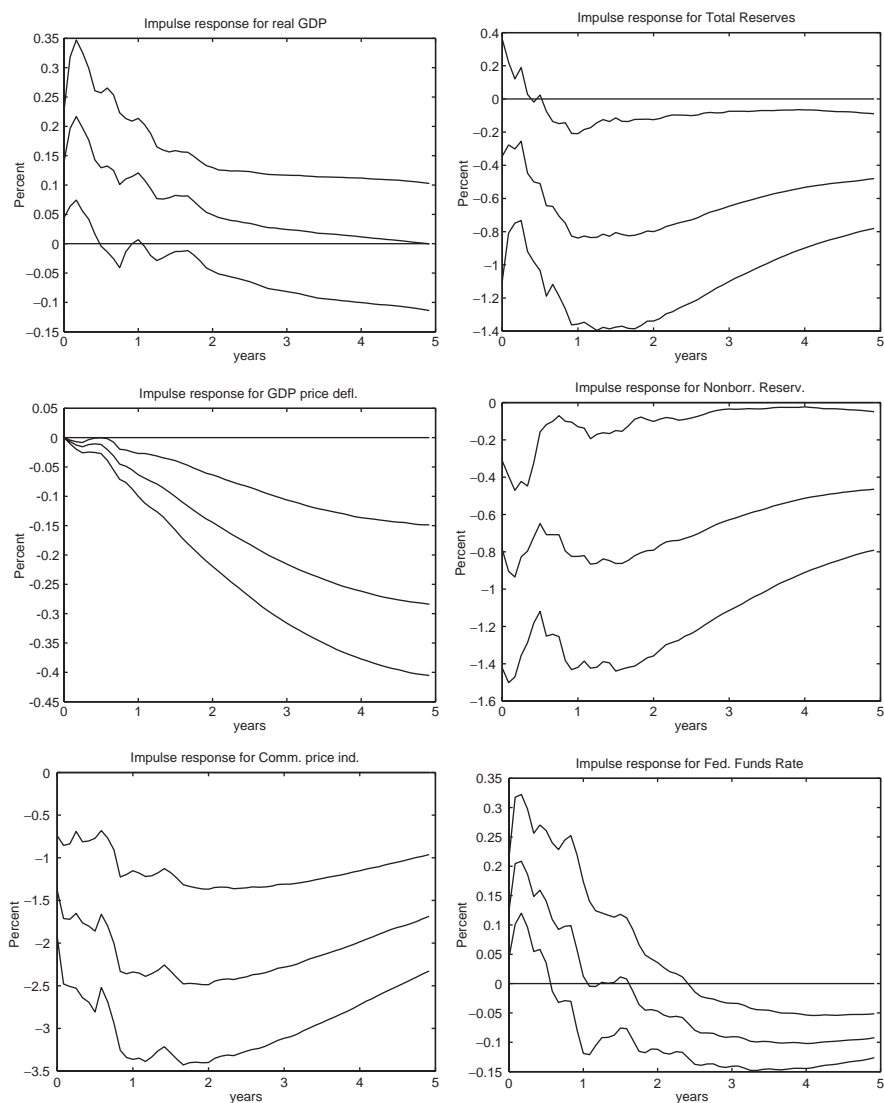 Impulse response for real GDP
0.35
0.3
0.25
0.2
0.15
0.1
0.05
0
−0.05
−0.1
−0.15
Percent
0 1 2 3 4 5
years
Impulse response for Total Reserves
0.4
0.2
0
−0.2
−0.4
−0.6
−0.8
−1
−1.2
−1.4
Percent
0 1 2 3 4 5
years
Impulse response for GDP price defl.
0.05
0
-0.05
-0.1
-0.15
-0.2
-0.25
-0.3
-0.35
-0.4
-0.45
Percent
0 1 2 3 4 5
years
Impulse response for Nonborr. Reserv.
0
−0.2
−0.4
−0.6
−0.8
−1
−1.2
−1.4
−1.6
Percent
0 1 2 3 4 5
years
Impulse response for Comm. price ind.
0
−0.5
−1
−1.5
−2
−2.5
−3
−3.5
Percent
0 1 2 3 4 5
years
Impulse response for Fed. Funds Rate
0.35
0.3
0.25
0.2
0.15
0.1
0.05
0
−0.05
−0.1
−0.15
Percent
0 1 2 3 4 5
years